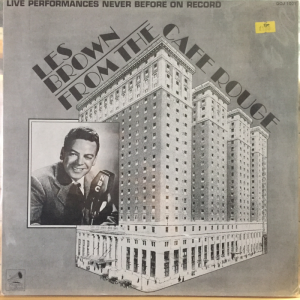 LIVE PERFORMANCES NEVER BEFORE ON RECORD
LES
BROWN
FROM THE
CAFE ROUGE